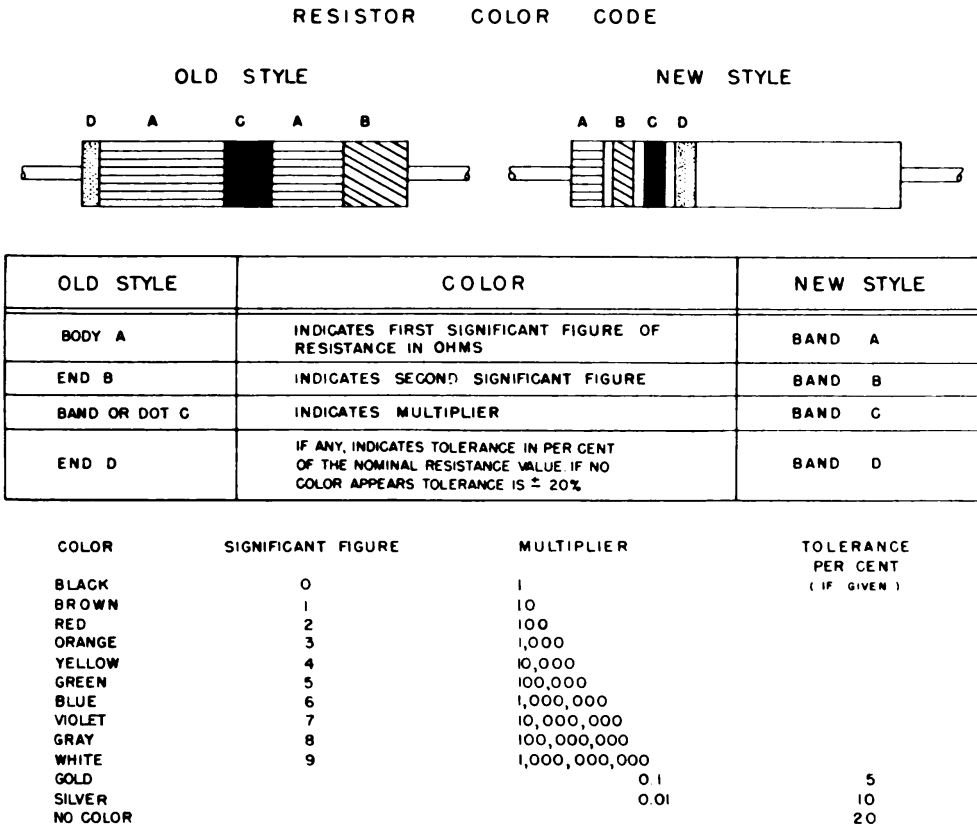 RESISTOR COLOR CODE
OLD STYLE
NEW STYLE
D A C A B
A B C D
OLD STYLE COLOR NEW STYLE
BODY A INDICATES FIRST SIGNIFICANT FIGURE OF RESISTANCE IN OHMS BAND A
END B INDICATES SECOND SIGNIFICANT FIGURE BAND B
BAND OR DOT C INDICATES MULTIPLIER BAND C
END D IF ANY, INDICATES TOLERANCE IN PER CENT OF THE NOMINAL RESISTANCE VALUE. IF NO COLOR APPEARS TOLERANCE IS ± 20% BAND D
COLOR SIGNIFICANT FIGURE MULTIPLIER TOLERANCE PER CENT (IF GIVEN)
BLACK 0 1
BROWN 1 10
RED 2 100
ORANGE 3 1,000
YELLOW 4 10,000
GREEN 5 100,000
BLUE 6 1,000,000
VIOLET 7 10,000,000
GRAY 8 100,000,000
WHITE 9 1,000,000,000
GOLD 0.1 5
SILVER 0.01 10
NO COLOR 20